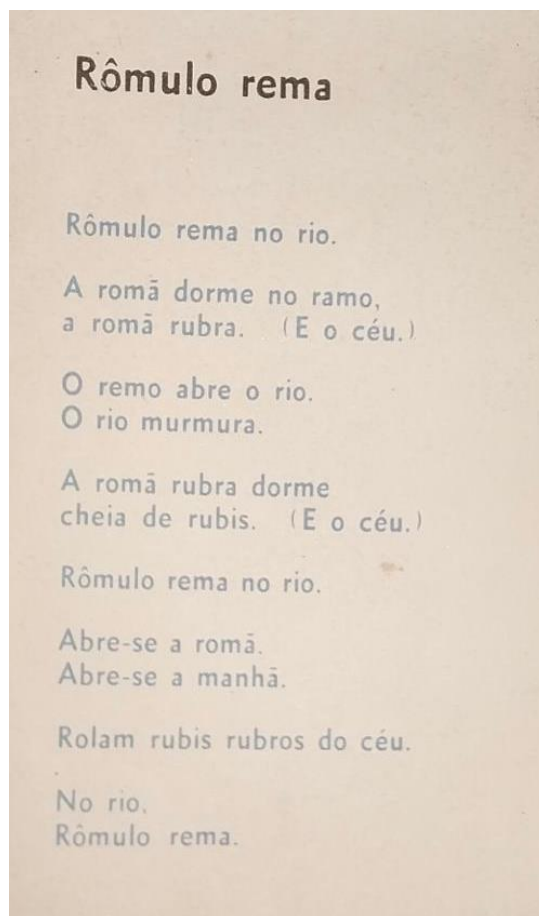 Rômulo rema
Rômulo rema no rio.
A romã dorme no ramo,
a romã rubra. (E o céu.)
O remo abre o rio.
O rio murmura.
A romã rubra dorme
cheia de rubis. (E o céu.)
Rômulo rema no rio.
Abre-se a romã.
Abre-se a manhã.
Rolam rubis rubros do céu.
No rio,
Rômulo rema.